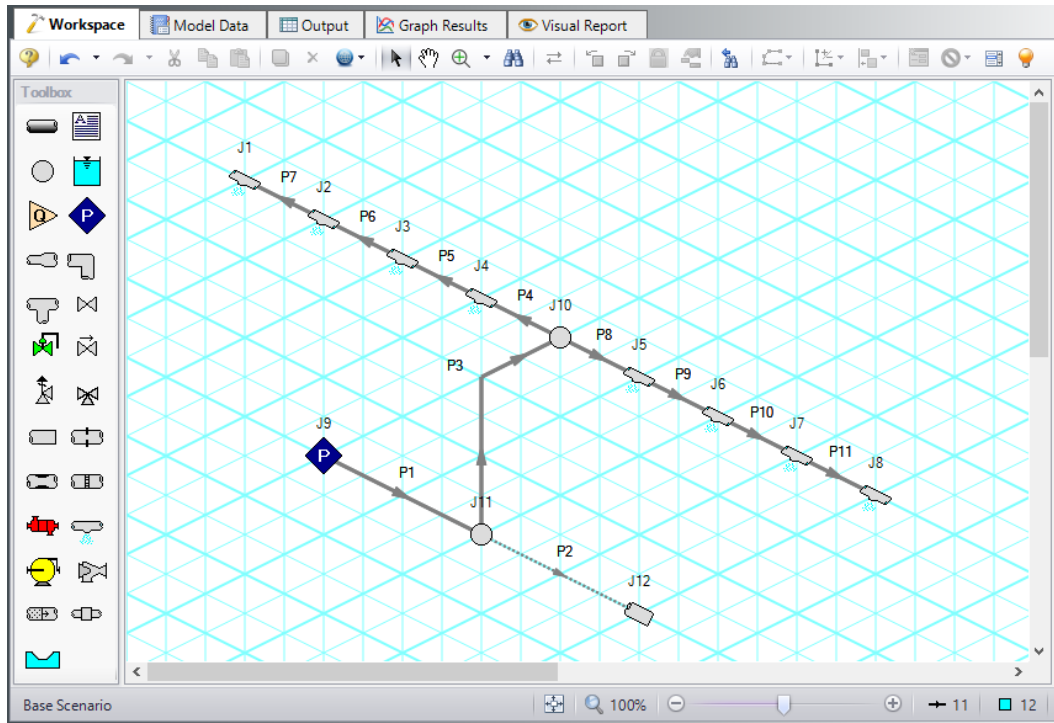 Workspace Model Data Output Graph Results Visual Report
Toolbox
A
Q P
J1
P7
J2
P6
J3
P5
J4
P4
J10
P8
J5
P3
P9
J6
P10
J7
J9
P
P1
P11
J8
J11
P2
J12
Base Scenario 100% 11 12